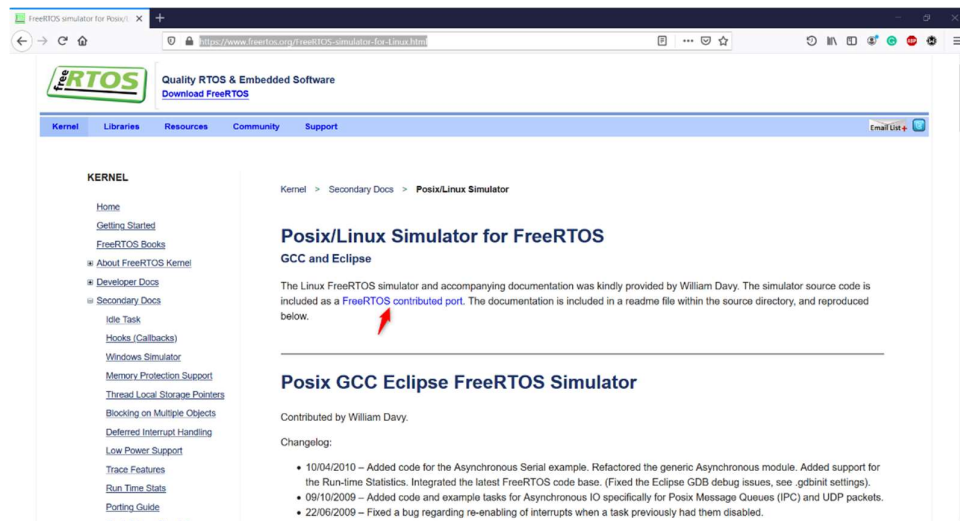 FreeRTOS simulator for Posix/L
https://www.freertos.org/FreeRTOS-simulator-for-Linux.html
free RTOS
Quality RTOS & Embedded Software
Download FreeRTOS
Kernel Libraries Resources Community Support
Email List
KERNEL
Home
Getting Started
FreeRTOS Books
About FreeRTOS Kernel
Developer Docs
Secondary Docs
Idle Task
Hooks (Callbacks)
Windows Simulator
Memory Protection Support
Thread Local Storage Pointers
Blocking on Multiple Objects
Deferred Interrupt Handling
Low Power Support
Trace Features
Run Time Stats
Porting Guide
Kernel > Secondary Docs > Posix/Linux Simulator
Posix/Linux Simulator for FreeRTOS
GCC and Eclipse
The Linux FreeRTOS simulator and accompanying documentation was kindly provided by William Davy. The simulator source code is
included as a FreeRTOS contributed port. The documentation is included in a readme file within the source directory, and reproduced
below.
Posix GCC Eclipse FreeRTOS Simulator
Contributed by William Davy.
Changelog:
• 10/04/2010 – Added code for the Asynchronous Serial example. Refactored the generic Asynchronous module. Added support for
the Run-time Statistics. Integrated the latest FreeRTOS code base. (Fixed the Eclipse GDB debug issues, see .gdbinit settings).
• 09/10/2009 – Added code and example tasks for Asynchronous IO specifically for Posix Message Queues (IPC) and UDP packets.
• 22/06/2009 – Fixed a bug regarding re-enabling of interrupts when a task previously had them disabled.